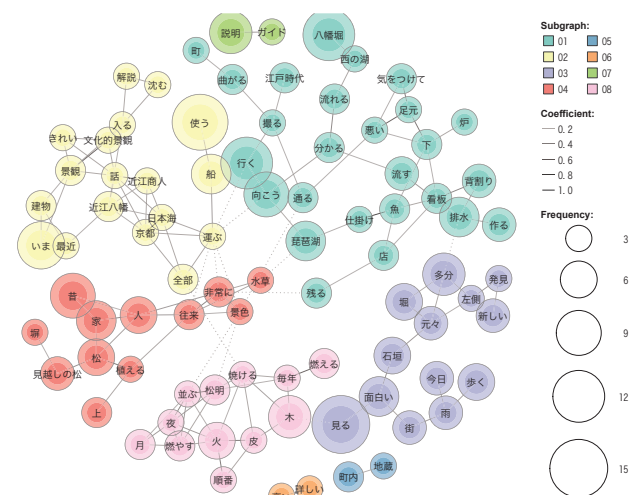 説明
ガイド
八幡堀
町
西の湖
解説
沈む
曲がる
江戸時代
気をつけて
流れる
使う
撮る
足元
炉
入る
きれい
文化的景観
悪い
下
分かる
景観
話
船
行く
流す
背割り
近江商人
向こう
通る
看板
建物
近江八幡
魚
日本海
仕掛け
排水
作る
京都
運ぶ
琵琶湖
いま
最近
店
全部
水草
多分
発見
昔
非常に
残る
左側
家
人
往来
景色
堀
元々
新しい
塀
松
石垣
見越しの松
植える
焼ける
毎年
燃える
今日
歩く
並ぶ
松明
面白い
上
夜
木
見る
雨
街
月
燃やす
火
皮
町内
地蔵
順番
詳しい
Subgraph:
01 05
02 06
03 07
04 08
Coefficient:
0. 2
0. 4
0. 6
0. 8
1. 0
Frequency:
3
6
9
12
15